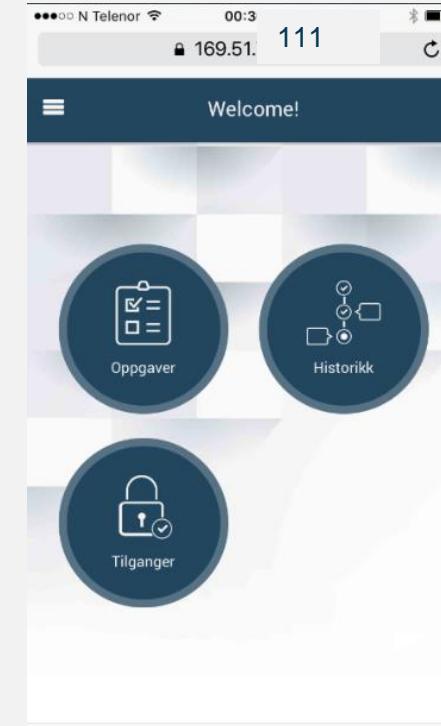 N Telenor 00:3
169.51. 111
Welcome!
Oppgaver Historikk
Tilganger